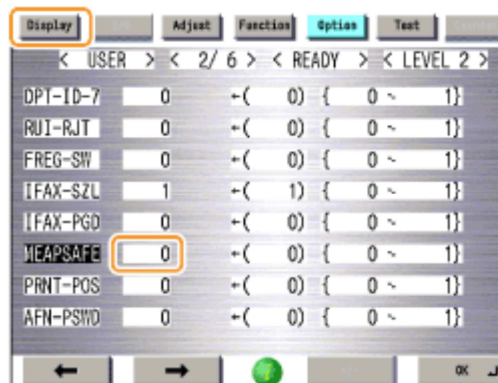 Display Adjust Function Option Test
< USER > < 2/ 6 > < READY > < LEVEL 2 >
DPT-ID-7 0 ←( 0) { 0 ~ 1}
RUI-RJT 0 ←( 0) { 0 ~ 1}
FREG-SW 0 ←( 0) { 0 ~ 1}
IFAX-SZL 1 ←( 1) { 0 ~ 1}
IFAX-PGD 0 ←( 0) { 0 ~ 1}
MEAPSAFE 0 ←( 0) { 0 ~ 1}
PRNT-POS 0 ←( 0) { 0 ~ 1}
AFN-PSWD 0 ←( 0) { 0 ~ 1}
← → OK